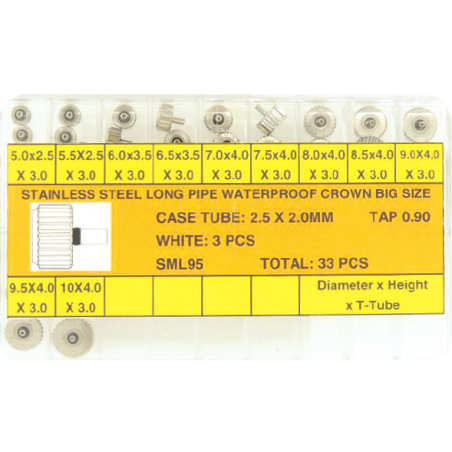 5.0x2.5 5.5X2.5 6.0x3.5 6.5x3.5 7.0x4.0 7.5x4.0 8.0x4.0 8.5x4.0 9.0X4.0
X 3.0 X 3.0 X 3.0 X 3.0 X 3.0 X 3.0 X 3.0 X 3.0 X 3.0
STAINLESS STEEL LONG PIPE WATERPROOF CROWN BIG SIZE
CASE TUBE: 2.5 X 2.0MM TAP 0.90
WHITE: 3 PCS
SML95 TOTAL: 33 PCS
9.5X4.0 10X4.0 Diameter x Height
X 3.0 X 3.0 x T-Tube